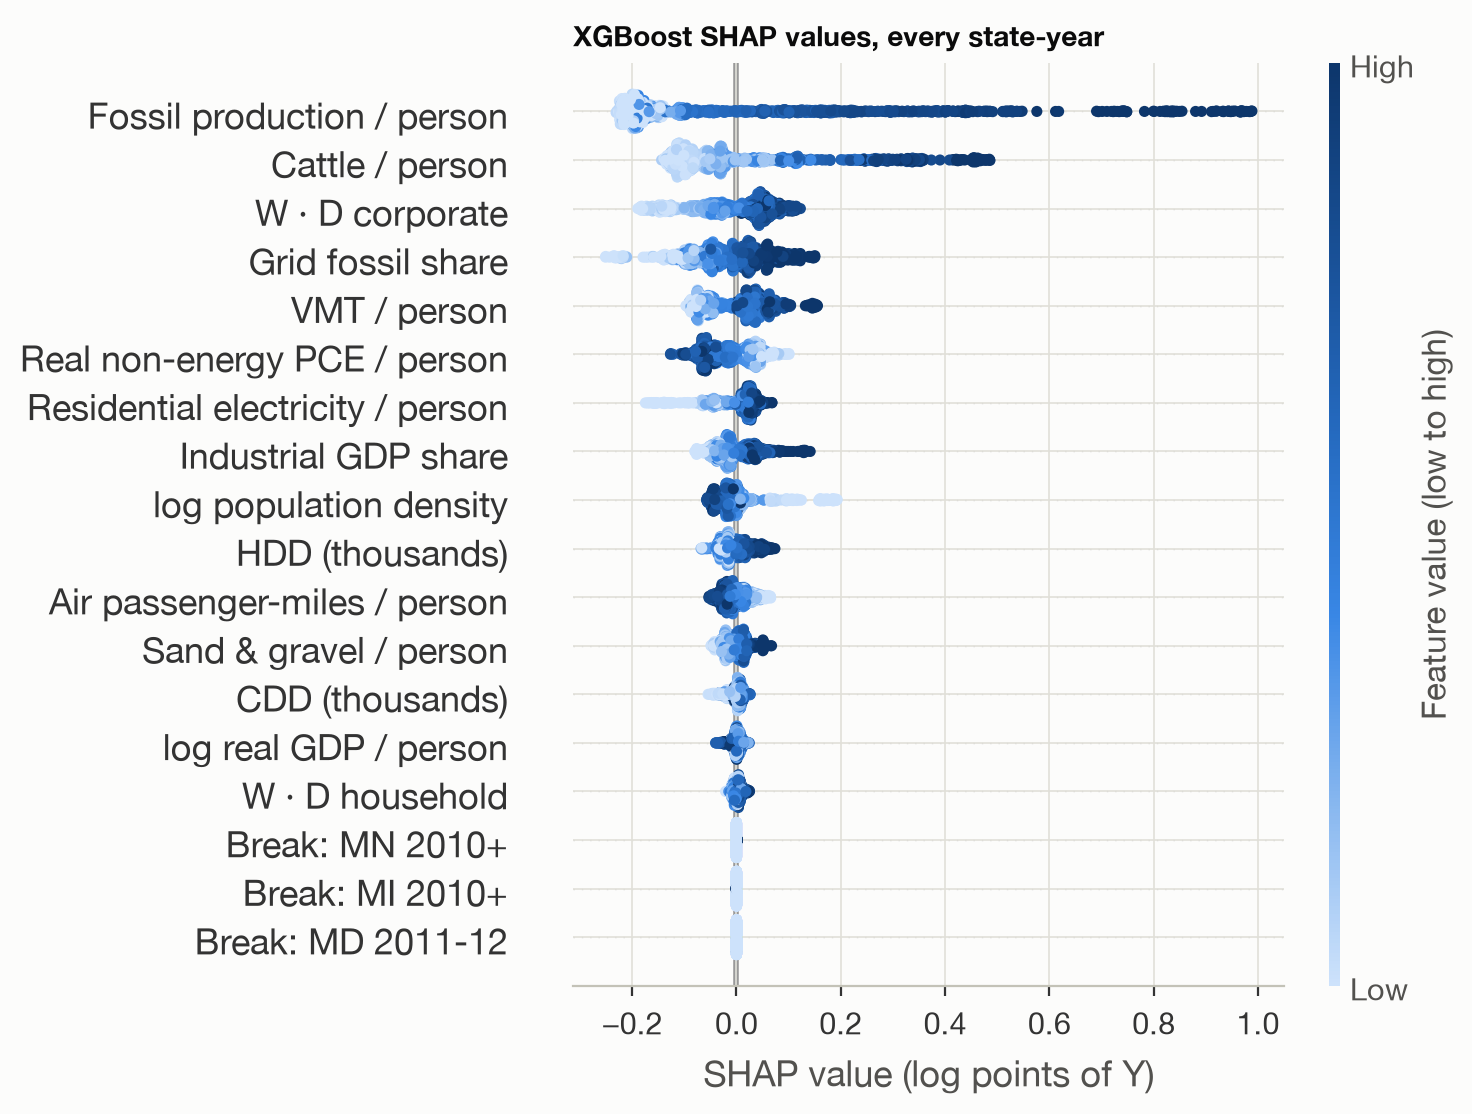 XGBoost SHAP values, every state-year
High
Fossil production / person
Cattle / person
W · D corporate
Grid fossil share
VMT / person
Real non-energy PCE / person
Residential electricity / person
Industrial GDP share
log population density
HDD (thousands)
Air passenger-miles / person
Sand & gravel / person
CDD (thousands)
log real GDP / person
W · D household
Break: MN 2010+
Break: MI 2010+
Break: MD 2011-12
Feature value (low to high)
Low
−0.2 0.0 0.2 0.4 0.6 0.8 1.0
SHAP value (log points of Y)